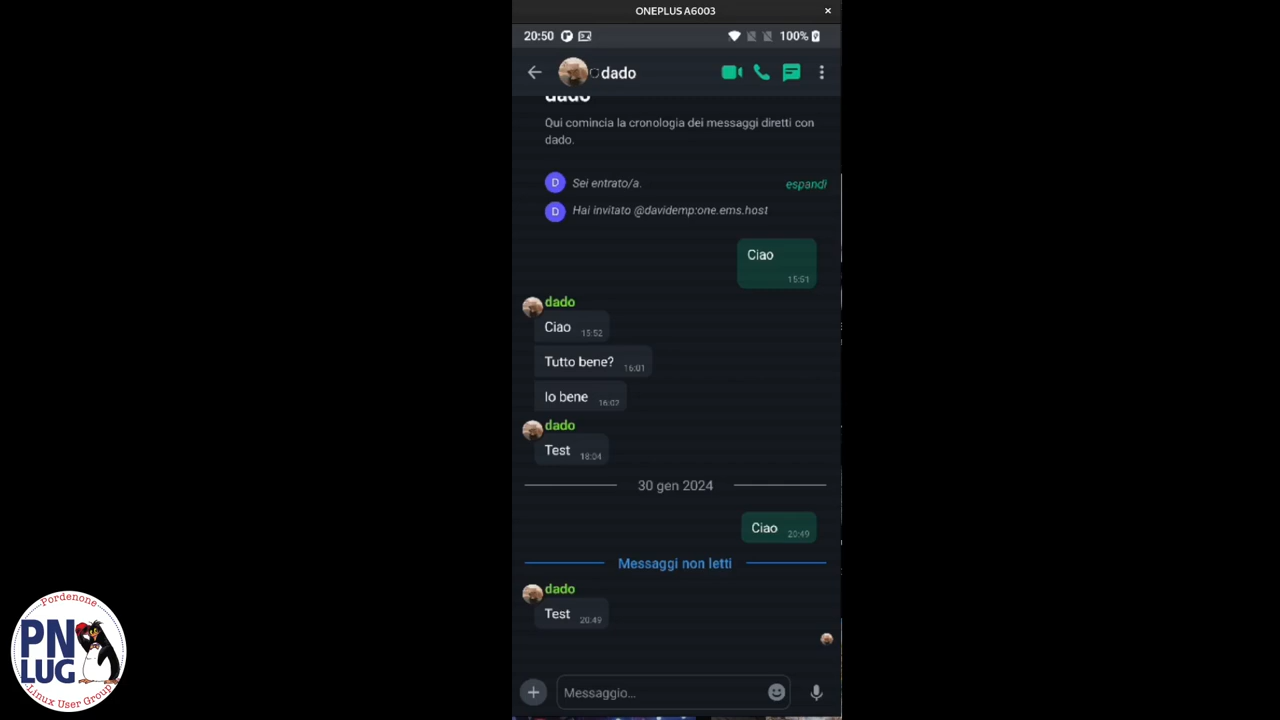 ONEPLUS A6003
×
20:50
100%
dado
dado
Qui comincia la cronologia dei messaggi diretti con
dado.
D
Sei entrato/a.
espandi
D
Hai invitato @davidemp:one.ems.host
Ciao
15:51
dado
Ciao
15:52
Tutto bene?
16:01
Io bene
16:02
dado
Test
18:04
30 gen 2024
Ciao
20:49
Messaggi non letti
dado
Test
20:49
Messaggio...
Pordenone
PN
LUG
Linux User Group